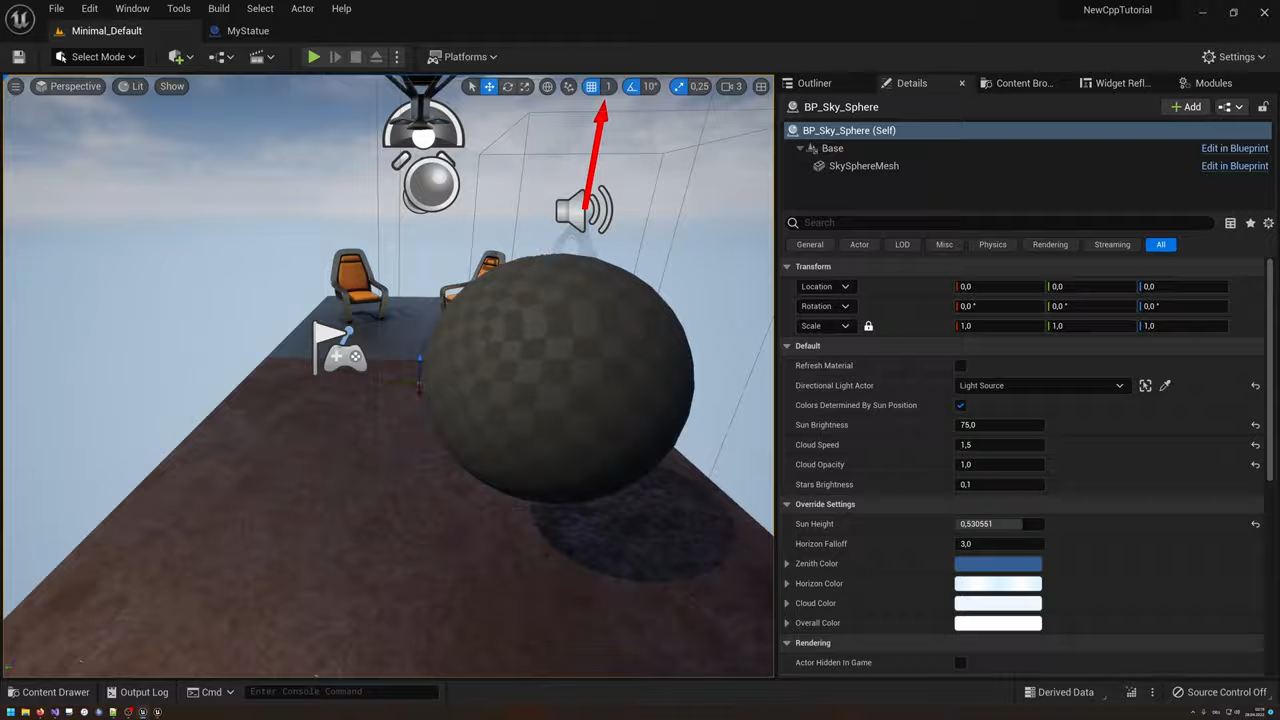 File Edit Window Tools Build Select Actor Help
NewCppTutorial
Minimal_Default
MyStatue
Select Mode
Platforms
Settings
Perspective Lit Show
1 10° 0,25 3
Outliner Details Content Bro... Widget Refl... Modules
BP_Sky_Sphere
Add
BP_Sky_Sphere (Self)
Base Edit in Blueprint
SkySphereMesh Edit in Blueprint
Search
General Actor LOD Misc Physics Rendering Streaming All
Transform
Location 0,0 0,0 0,0
Rotation 0,0 ° 0,0 ° 0,0 °
Scale 1,0 1,0 1,0
Default
Refresh Material
Directional Light Actor Light Source
Colors Determined By Sun Position
Sun Brightness 75,0
Cloud Speed 1,5
Cloud Opacity 1,0
Stars Brightness 0,1
Override Settings
Sun Height 0,530551
Horizon Falloff 3,0
Zenith Color
Horizon Color
Cloud Color
Overall Color
Rendering
Actor Hidden In Game
Content Drawer Output Log Cmd Enter Console Command
Derived Data Source Control Off